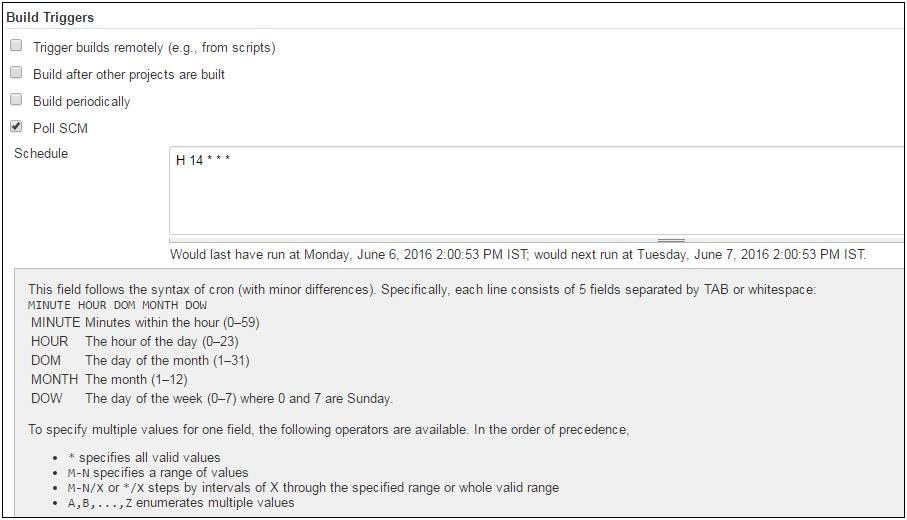 Build Triggers
Trigger builds remotely (e.g., from scripts)
Build after other projects are built
Build periodically
Poll SCM
Schedule
H 14 * * *
Would last have run at Monday, June 6, 2016 2:00:53 PM IST; would next run at Tuesday, June 7, 2016 2:00:53 PM IST.
This field follows the syntax of cron (with minor differences). Specifically, each line consists of 5 fields separated by TAB or whitespace:
MINUTE HOUR DOM MONTH DOW
MINUTE Minutes within the hour (0–59)
HOUR The hour of the day (0–23)
DOM The day of the month (1–31)
MONTH The month (1–12)
DOW The day of the week (0–7) where 0 and 7 are Sunday.
To specify multiple values for one field, the following operators are available. In the order of precedence,
• * specifies all valid values
• M-N specifies a range of values
• M-N/X or */X steps by intervals of X through the specified range or whole valid range
• A,B,...,Z enumerates multiple values